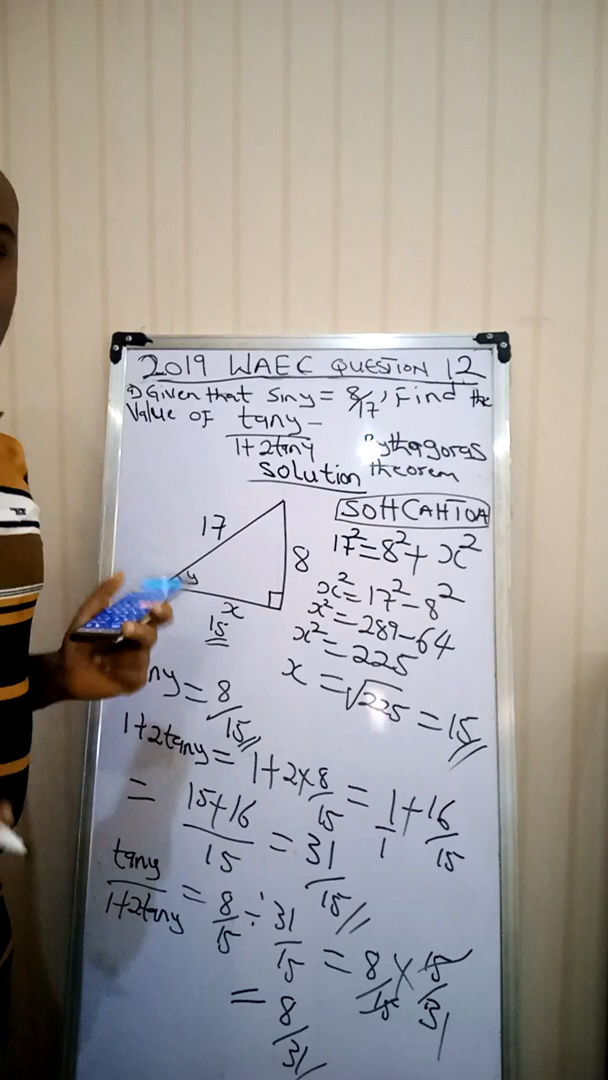 2019 WAEC QUESTION 12
a) Given that siny = 8/17, Find the
Value of tany
1+2tany
Pythagoras
theorem
Solution
SOHCAHTOA
17
8
y
x
15
17² = 8² + x²
x² = 17² - 8²
x² = 289 - 64
x² = 225
x = √225 = 15//
ny = 8/15//
1+2tany = 1+2×8/15 = 1/1 + 16/15
= 15+16/15 = 31/15//
tany/1+2tany = 8/15 ÷ 31/15 = 8/15 × 15/31
= 8/31//